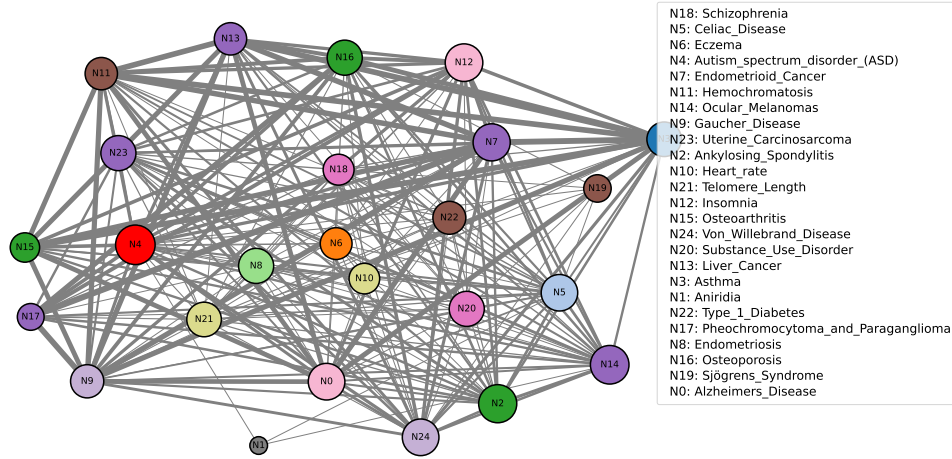 N18: Schizophrenia
N5: Celiac_Disease
N6: Eczema
N4: Autism_spectrum_disorder_(ASD)
N7: Endometrioid_Cancer
N11: Hemochromatosis
N14: Ocular_Melanomas
N9: Gaucher_Disease
N23: Uterine_Carcinosarcoma
N2: Ankylosing_Spondylitis
N10: Heart_rate
N21: Telomere_Length
N12: Insomnia
N15: Osteoarthritis
N24: Von_Willebrand_Disease
N20: Substance_Use_Disorder
N13: Liver_Cancer
N3: Asthma
N1: Aniridia
N22: Type_1_Diabetes
N17: Pheochromocytoma_and_Paraganglioma
N8: Endometriosis
N16: Osteoporosis
N19: Sjögrens_Syndrome
N0: Alzheimers_Disease
N13
N16
N12
N11
N7
N23
N18
N19
N22
N15
N4
N6
N8
N10
N5
N17
N21
N20
N14
N9
N0
N2
N24
N1